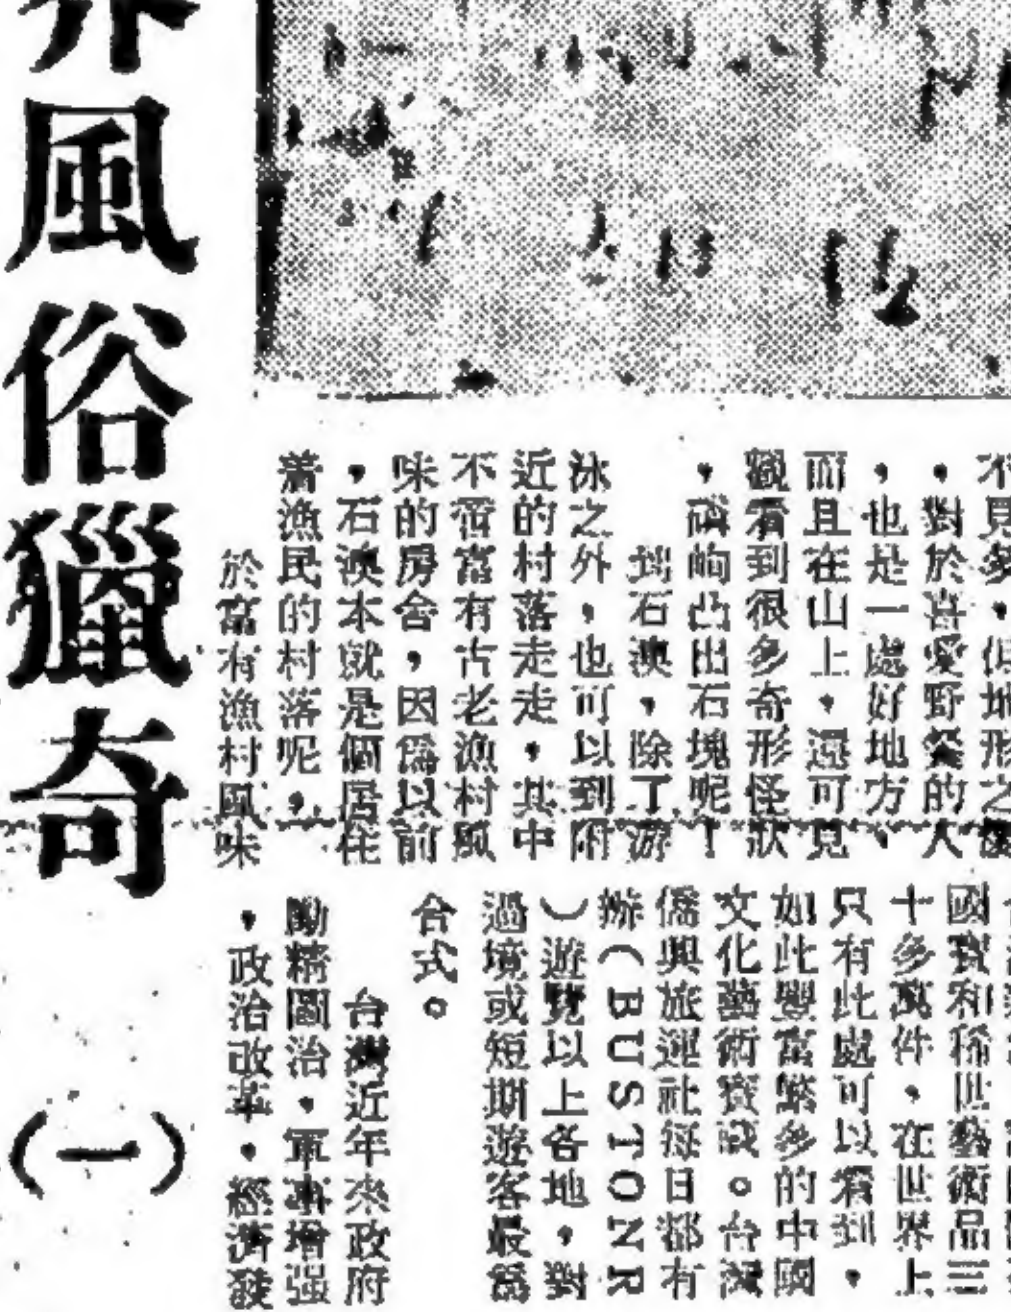 不見多，但地形之
，對於喜愛野餐的人
，也是一處好地方、
而且在山上，還可見
觀看到很多奇形怪狀
，嶙峋凸出石塊呢！
石澳，除了游
泳之外，也可以到附
近的村落走走，其中
不富有古老漁村風
味的房舍，因爲以前
，石澳本就是個居住
着漁民的村落呢，
於富有漁村風味
國寶和稀世藝術品三
十多萬件，在世界上
只有此處可以看到，
如此豐富繁多的中國
文化藝術寶藏。台灣
僑興旅運社每日都有
辦（BUSTONR
）遊覽以上各地，對
過境或短期遊客最爲
合式。
台灣近年來政府
勵精圖治，軍事增强
，政治改革，經濟發
風俗獵奇（一）